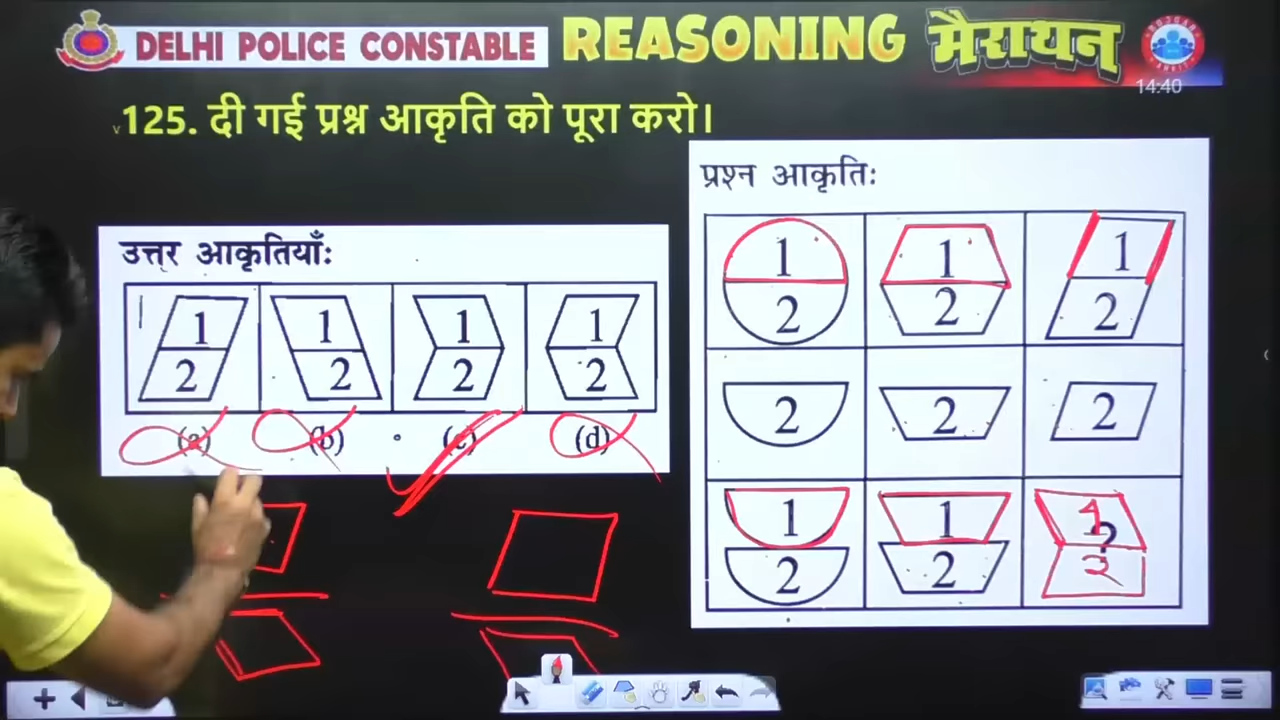 DELHI POLICE CONSTABLE REASONING मैराथन
14:40
125. दी गई प्रश्न आकृति को पूरा करो।
प्रश्न आकृतिः
1 1 1
2 2 2
2 2 2
1 1 1
2 2 ? 2
उत्तर आकृतियाँः
1 1 1 1
2 2 2 2
(a) (b) (c) (d)